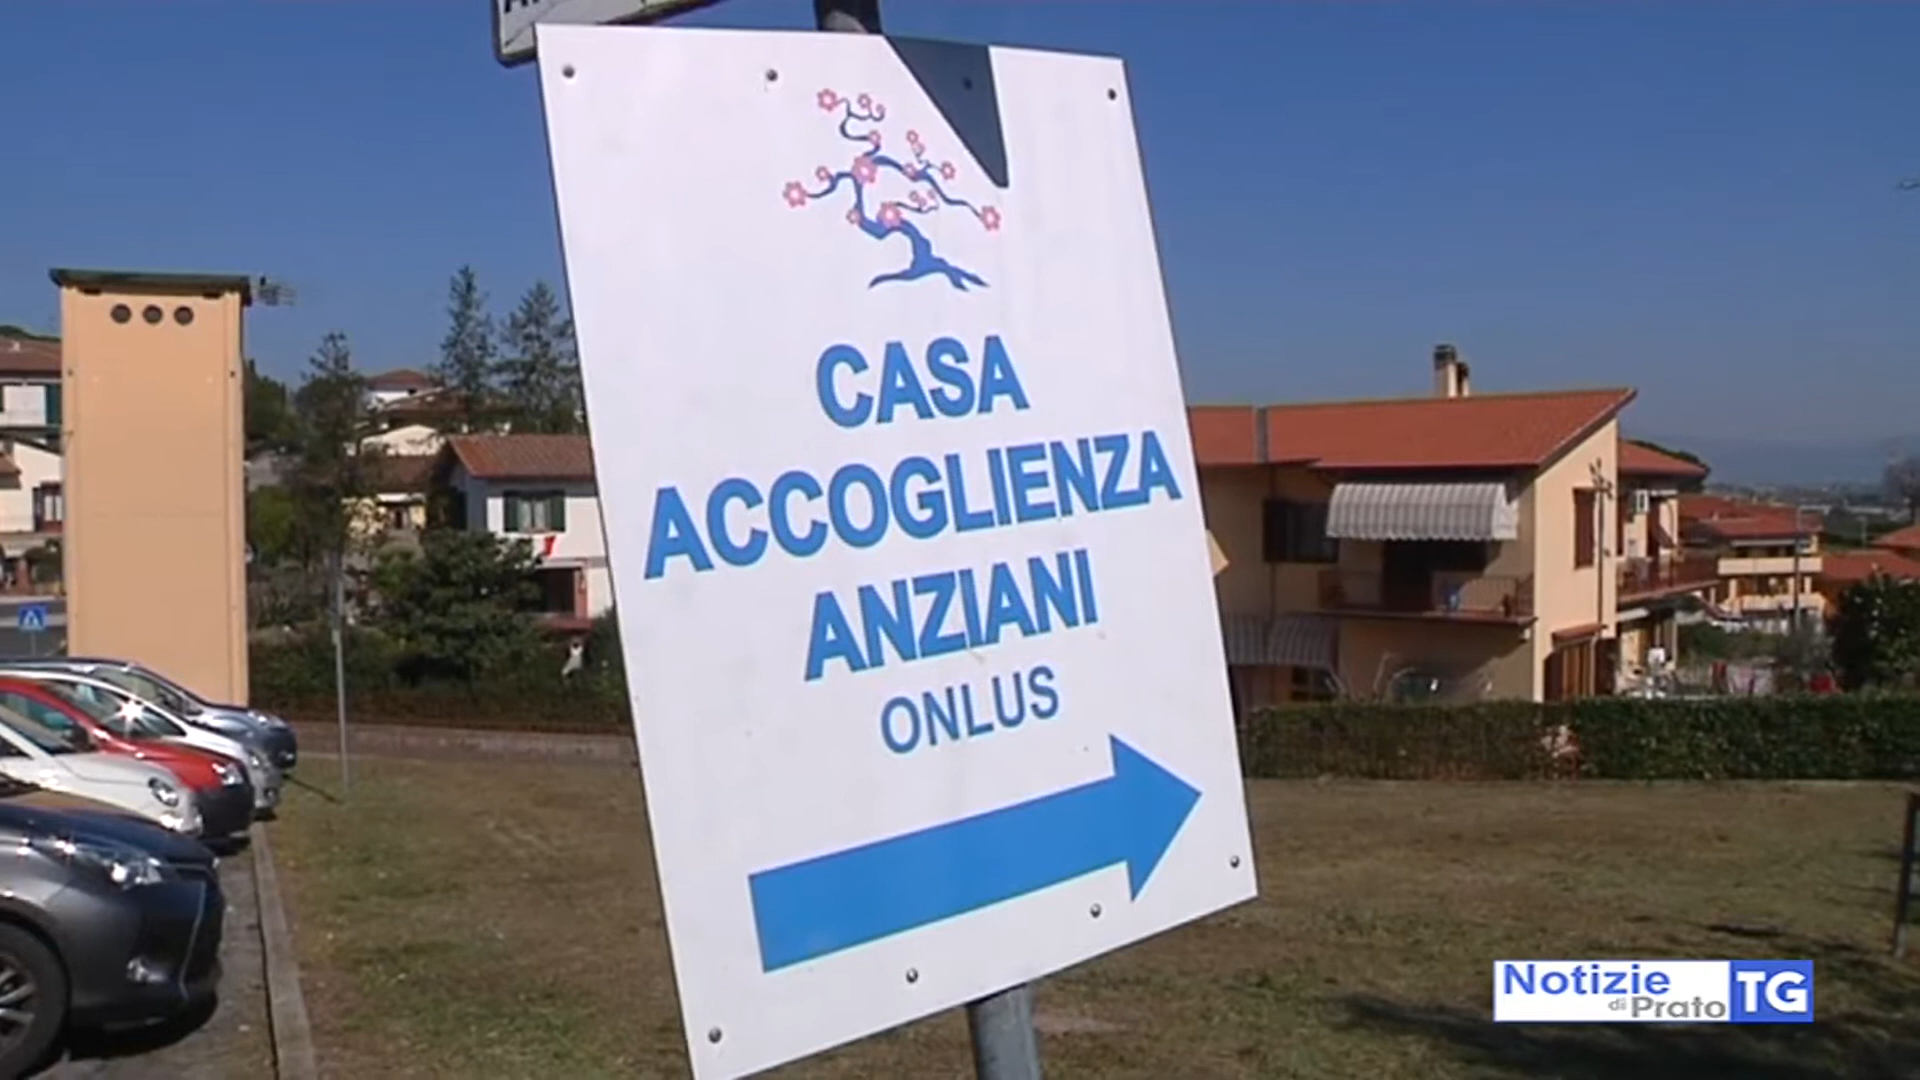 CASA
ACCOGLIENZA
ANZIANI
ONLUS
Notizie
di Prato
TG